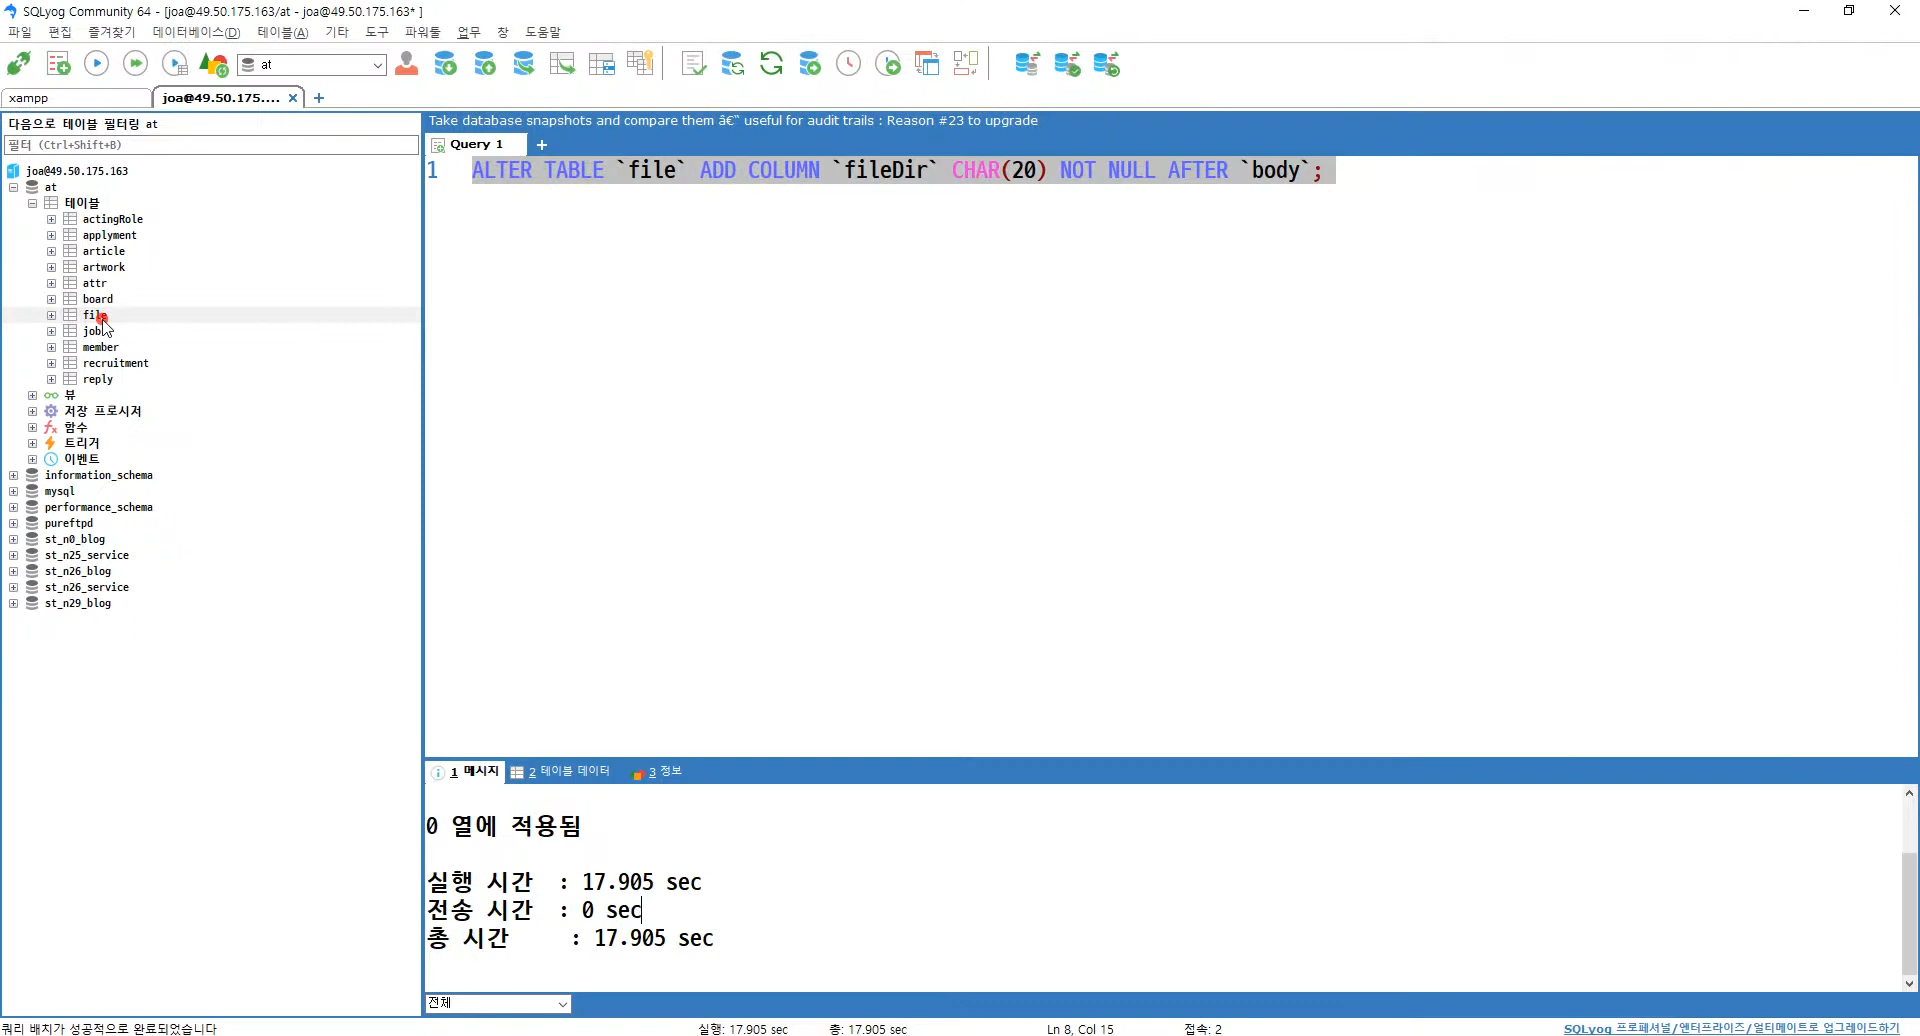 SQLyog Community 64 - [joa@49.50.175.163/at - joa@49.50.175.163* ]
파일 편집 즐겨찾기 데이터베이스(D) 테이블(A) 기타 도구 파워툴 업무 창 도움말
at
xampp joa@49.50.175....
다음으로 테이블 필터링 at
필터 (Ctrl+Shift+B)
joa@49.50.175.163
at
테이블
actingRole
applyment
article
artwork
attr
board
file
job
member
recruitment
reply
뷰
저장 프로시저
함수
트리거
이벤트
information_schema
mysql
performance_schema
pureftpd
st_n0_blog
st_n25_service
st_n26_blog
st_n26_service
st_n29_blog
Take database snapshots and compare them â€“ useful for audit trails : Reason #23 to upgrade
Query 1
1 ALTER TABLE `file` ADD COLUMN `fileDir` CHAR(20) NOT NULL AFTER `body`;
1 메시지 2 테이블 데이터 3 정보
0 열에 적용됨
실행 시간 : 17.905 sec
전송 시간 : 0 sec
총 시간 : 17.905 sec
전체
쿼리 배치가 성공적으로 완료되었습니다 실행: 17.905 sec 총: 17.905 sec Ln 8, Col 15 접속: 2 SQLyog 프로페셔널/엔터프라이즈/얼티메이트로 업그레이드하기